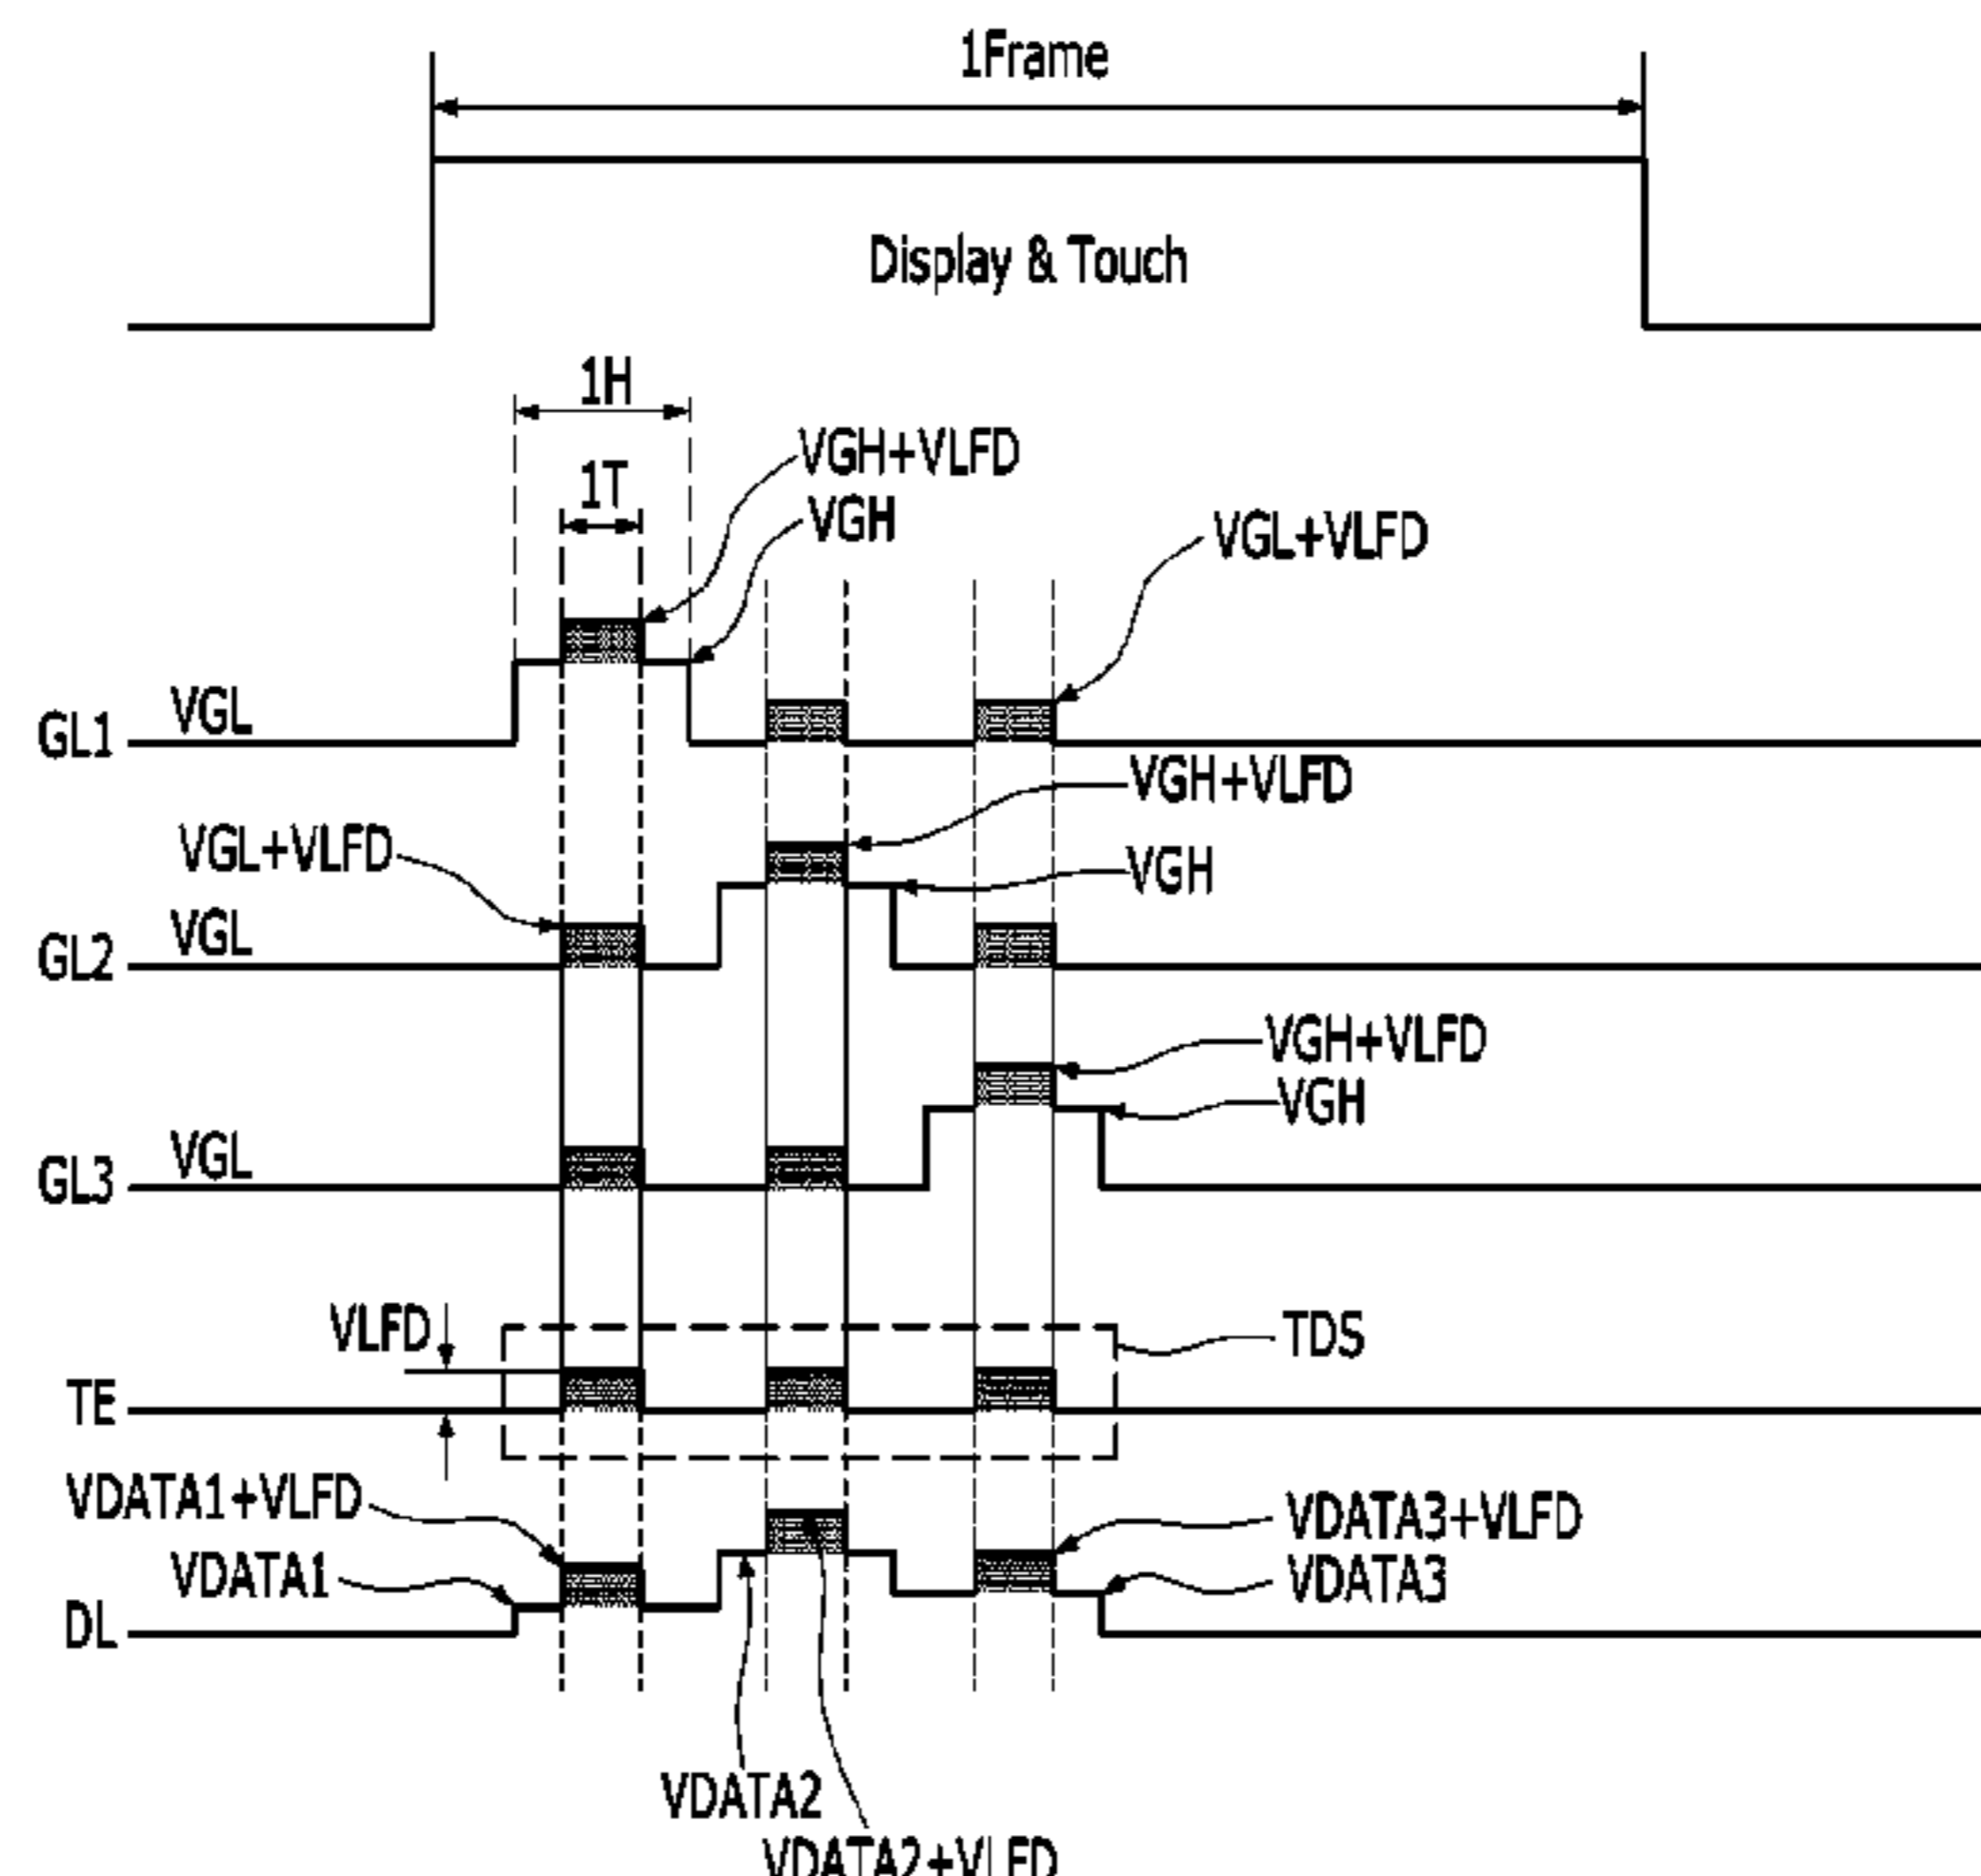 1Frame
Display & Touch
1H
VGH+VLFD
1T
VGH
VGL+VLFD
VGL
GL1
VGH+VLFD
VGL+VLFD
VGH
VGL
GL2
VGH+VLFD
VGH
VGL
GL3
VLFD
TDS
TE
VDATA1+VLFD
VDATA3+VLFD
VDATA1
VDATA3
DL
VDATA2
VDATA2+VLFD